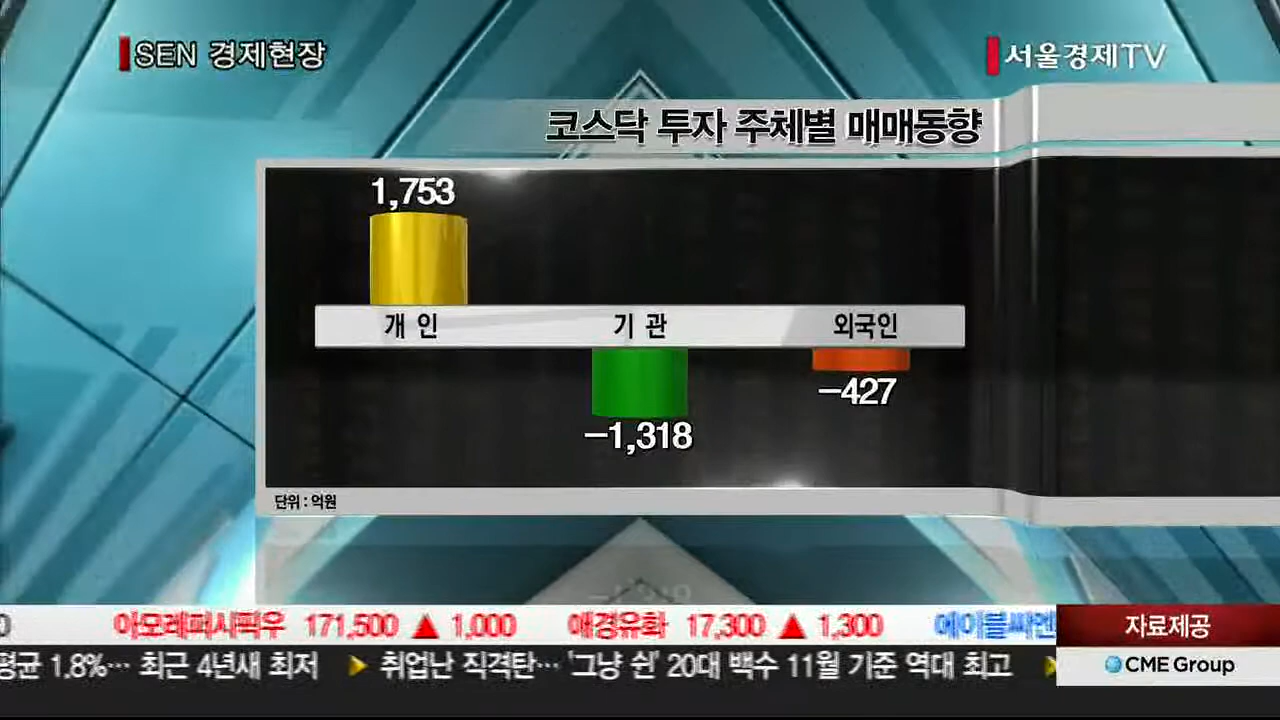 SEN 경제현장
서울경제TV
코스닥 투자 주체별 매매동향
1,753
개 인
기 관
외국인
-427
-1,318
단위 : 억원
아모레퍼시픽우 171,500 ▲ 1,000 애경유화 17,300 ▲ 1,300 에이블씨엔
자료제공
평균 1.8%… 최근 4년새 최저 ▶ 취업난 직격탄… '그냥 쉰' 20대 백수 11월 기준 역대 최고
CME Group